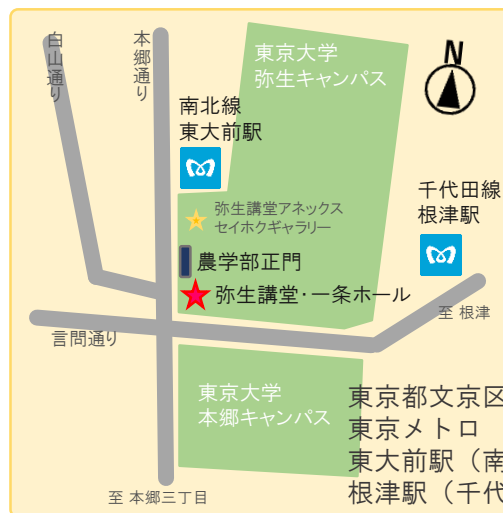 白山通り
本郷通り
東京大学
弥生キャンパス
N
南北線
東大前駅
千代田線
根津駅
弥生講堂アネックス
セイホクギャラリー
農学部正門
弥生講堂・一条ホール
至 根津
言問通り
東京大学
本郷キャンパス
東京都文京区
東京メトロ
東大前駅（南
根津駅（千代
至 本郷三丁目